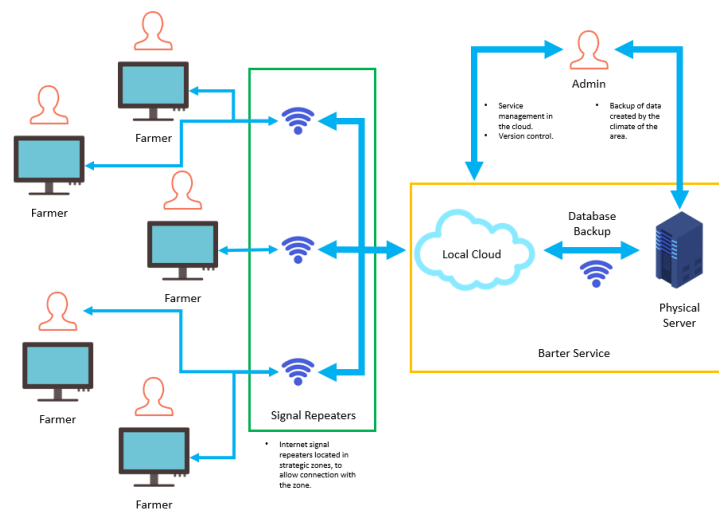 Farmer
Farmer
Farmer
Farmer
Farmer
Signal Repeaters
• Internet signal
repeaters located in
strategic zones, to
allow connection with
the zone.
Admin
• Service
management in
the cloud.
• Version control.
• Backup of data
created by the
climate of the
area.
Local Cloud
Database
Backup
Physical
Server
Barter Service